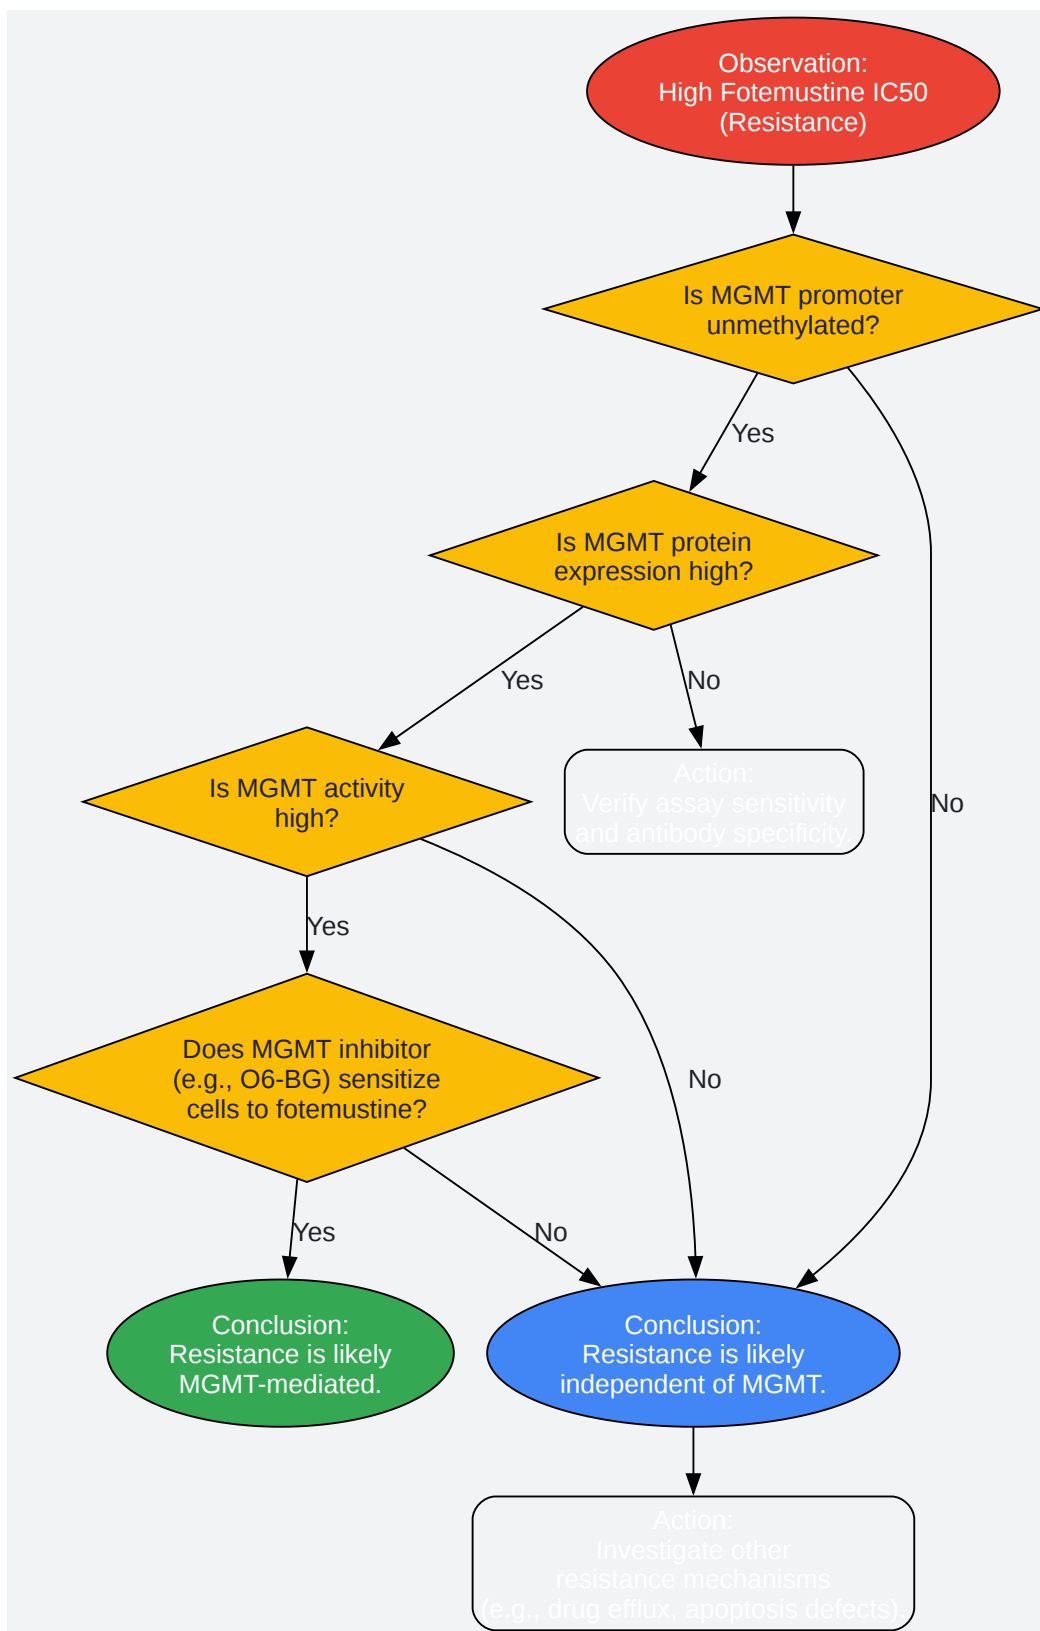 Observation:
High Fotemustine IC50
(Resistance)
Is MGMT promoter
unmethylated?
Yes
Is MGMT protein
expression high?
Yes
No
Is MGMT activity
high?
Action:
Verify assay sensitivity
and antibody specificity.
No
Yes
Does MGMT inhibitor
(e.g., O6-BG) sensitize
cells to fotemustine?
No
Yes
No
Conclusion:
Resistance is likely
MGMT-mediated.
Conclusion:
Resistance is likely
independent of MGMT.
Action:
Investigate other
resistance mechanisms
(e.g., drug efflux, apoptosis defects).